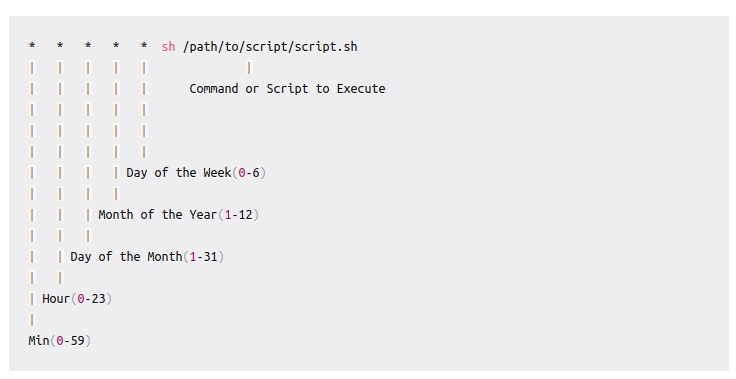 * * * * * sh /path/to/script/script.sh
| | | | | |
| | | | | Command or Script to Execute
| | | | |
| | | | |
| | | | |
| | | | Day of the Week(0-6)
| | | |
| | | Month of the Year(1-12)
| | |
| | Day of the Month(1-31)
| |
| Hour(0-23)
|
Min(0-59)